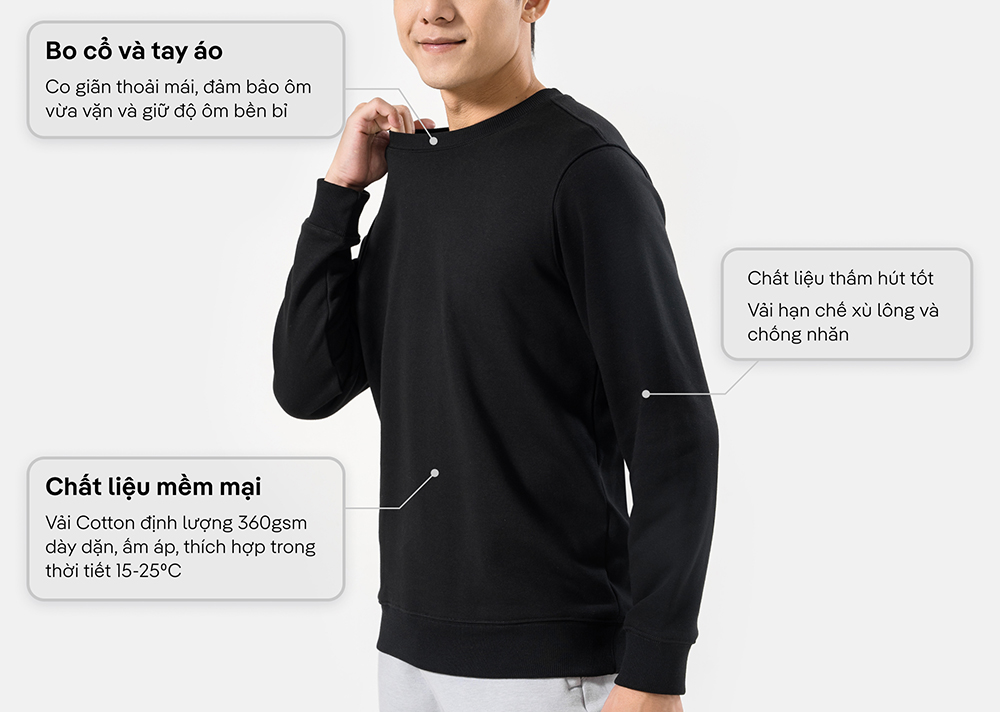 Bo cổ và tay áo
Co giãn thoải mái, đảm bảo ôm
vừa vặn và giữ độ ôm bền bỉ
Chất liệu thấm hút tốt
Vải hạn chế xù lông và
chống nhăn
Chất liệu mềm mại
Vải Cotton định lượng 360gsm
dày dặn, ấm áp, thích hợp trong
thời tiết 15-25°C